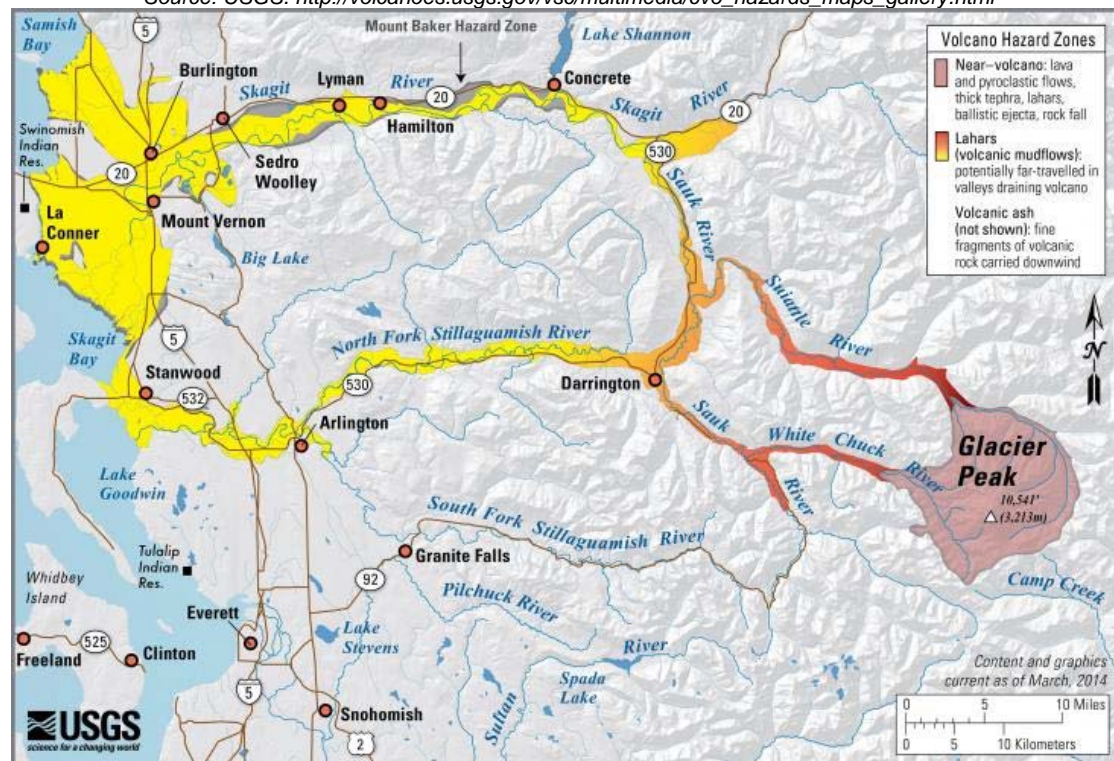 Source: USGS. http://volcanoes.usgs.gov/vsc/multimedia/cvo_hazards_maps_gallery.html
Samish
Bay
5
Burlington
Mount Baker Hazard Zone
Lake Shannon
Lyman
Concrete
Skagit
River
20
Hamilton
Skagit
River
20
Swinomish
Indian
Res.
20
Sedro
Woolley
530
La
Conner
Mount Vernon
Big Lake
Sauk River
Suiattle
River
Skagit
Bay
5
North Fork Stillaguamish River
Stanwood
532
530
Darrington
Arlington
Sauk
River
White Chuck
River
Glacier
Peak
10,541'
(3,213m)
Lake
Goodwin
South Fork Stillaguamish River
Granite Falls
Tulalip
Indian
Res.
92
Pilchuck River
Camp Creek
Whidbey
Island
Everett
Lake
Stevens
River
525
Freeland
Clinton
5
Spada
Lake
Sultan
Snohomish
2
Volcano Hazard Zones
Near–volcano: lava
and pyroclastic flows,
thick tephra, lahars,
ballistic ejecta, rock fall
Lahars
(volcanic mudflows):
potentially far-travelled in
valleys draining volcano
Volcanic ash
(not shown): fine
fragments of volcanic
rock carried downwind
N
Content and graphics
current as of March, 2014
0 5 10 Miles
0 5 10 Kilometers
USGS
science for a changing world